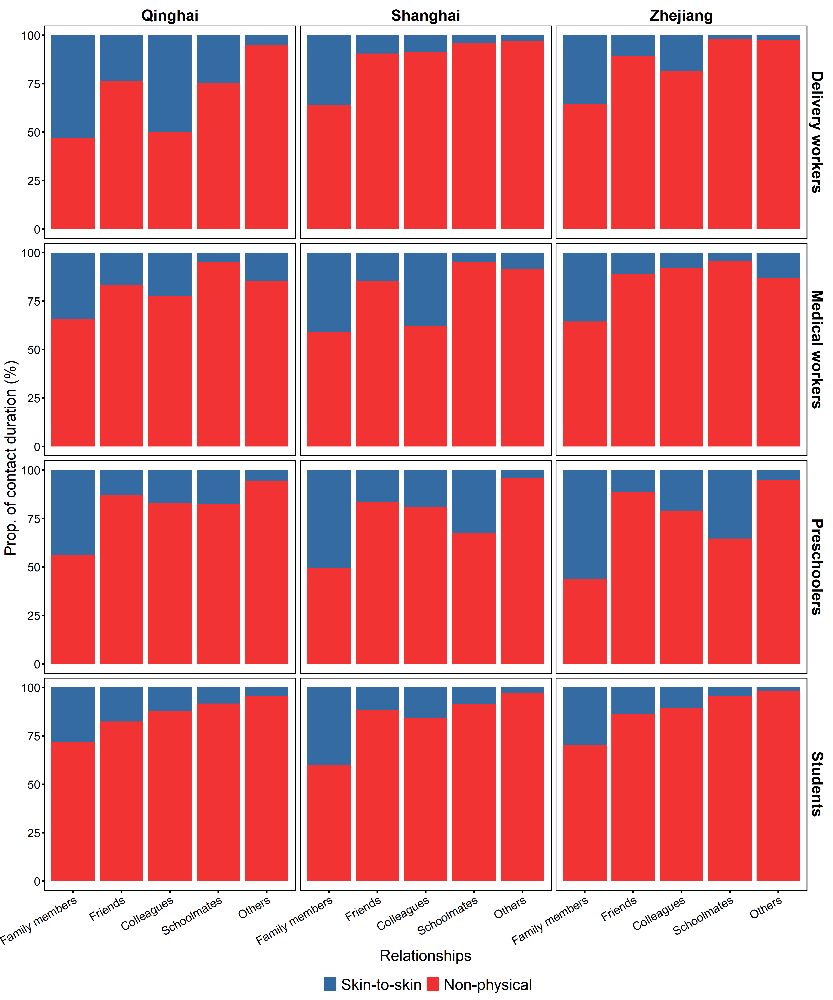 Qinghai
Shanghai
Zhejiang
100
75
50
25
0
Delivery workers
100
75
50
25
0
Medical workers
Prop. of contact duration (%)
100
75
50
25
0
Preschoolers
100
75
50
25
0
Students
Family members
Friends
Colleagues
Schoolmates
Others
Family members
Friends
Colleagues
Schoolmates
Others
Family members
Friends
Colleagues
Schoolmates
Others
Relationships
Skin-to-skin Non-physical